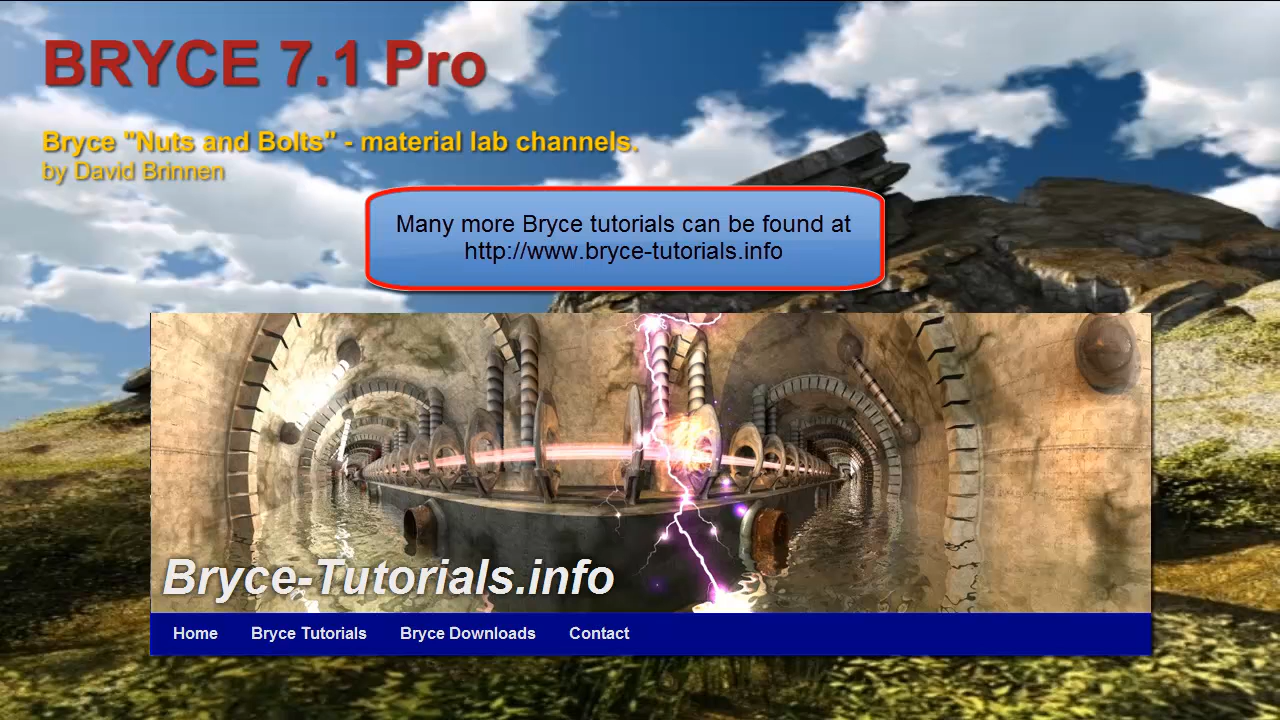 BRYCE 7.1 Pro
Bryce "Nuts and Bolts" - material lab channels.
by David Brinnen
Many more Bryce tutorials can be found at
http://www.bryce-tutorials.info
Bryce-Tutorials.info
Home Bryce Tutorials Bryce Downloads Contact